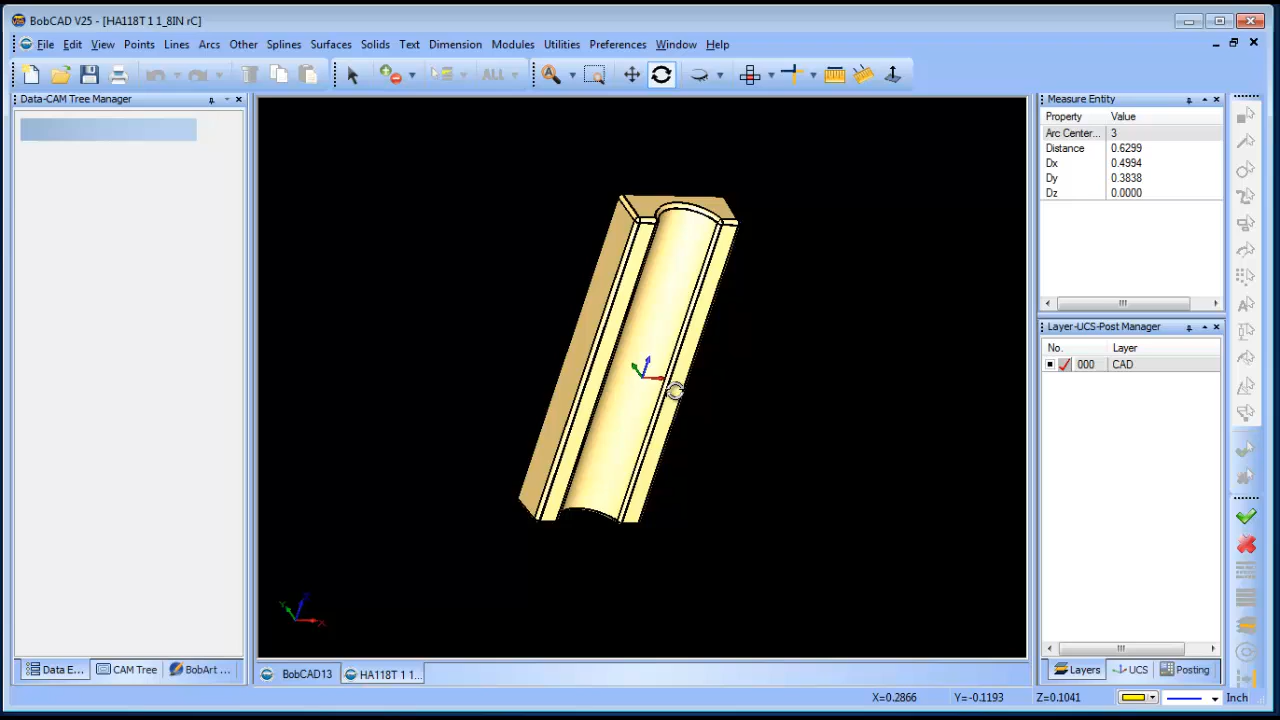 BobCAD V25 - [HA118T 1 1_8IN rC]
File Edit View Points Lines Arcs Other Splines Surfaces Solids Text Dimension Modules Utilities Preferences Window Help
ALL
Data-CAM Tree Manager
Measure Entity
Property Value
Arc Center... 3
Distance 0.6299
Dx 0.4994
Dy 0.3838
Dz 0.0000
Layer-UCS-Post Manager
No. Layer
000 CAD
Y Z X
Data E... CAM Tree BobArt ...
BobCAD13 HA118T 1 1...
Layers UCS Posting
X=0.2866 Y=-0.1193 Z=0.1041 Inch